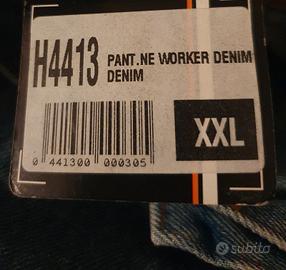 H4413 PANT.NE WORKER DENIM
DENIM
XXL
0 441300 000305
subito